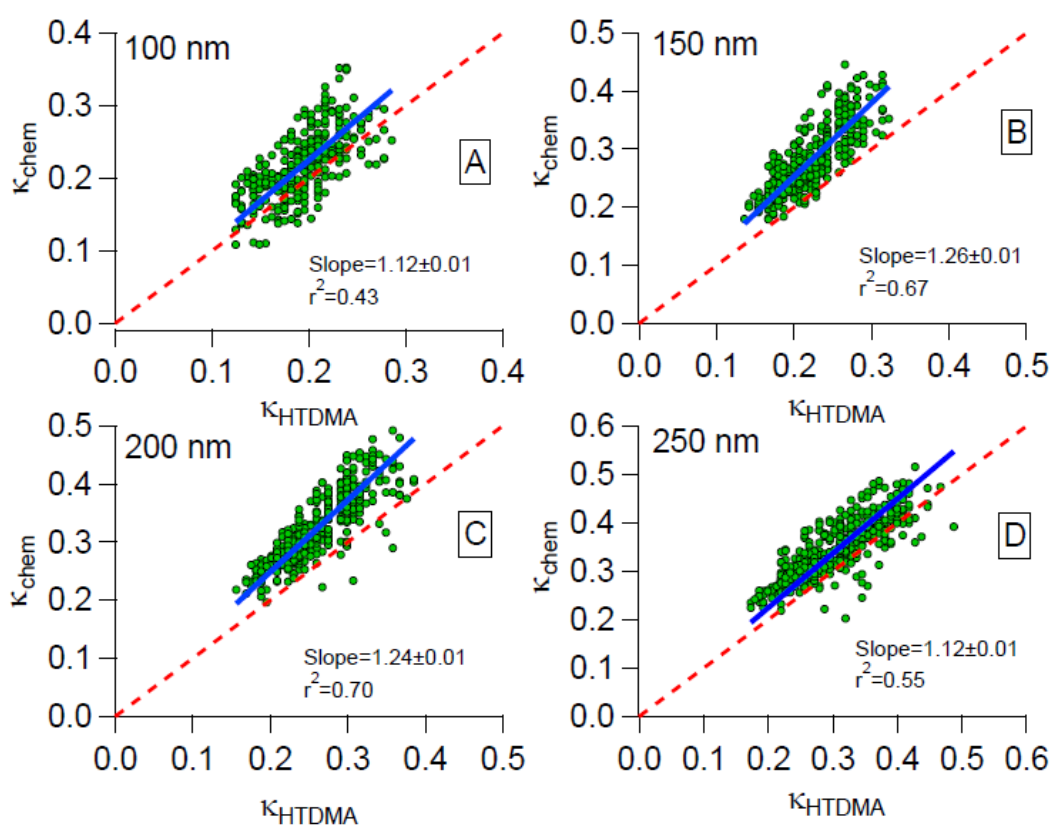 100 nm
0.4
0.3
0.2
0.1
0.0
κchem
A
Slope=1.12±0.01
r²=0.43
0.0 0.1 0.2 0.3 0.4
κHTDMA
150 nm
0.5
0.4
0.3
0.2
0.1
0.0
κchem
B
Slope=1.26±0.01
r²=0.67
0.0 0.1 0.2 0.3 0.4 0.5
κHTDMA
200 nm
0.5
0.4
0.3
0.2
0.1
0.0
κchem
C
Slope=1.24±0.01
r²=0.70
0.0 0.1 0.2 0.3 0.4 0.5
κHTDMA
250 nm
0.6
0.5
0.4
0.3
0.2
0.1
0.0
κchem
D
Slope=1.12±0.01
r²=0.55
0.0 0.1 0.2 0.3 0.4 0.5 0.6
κHTDMA